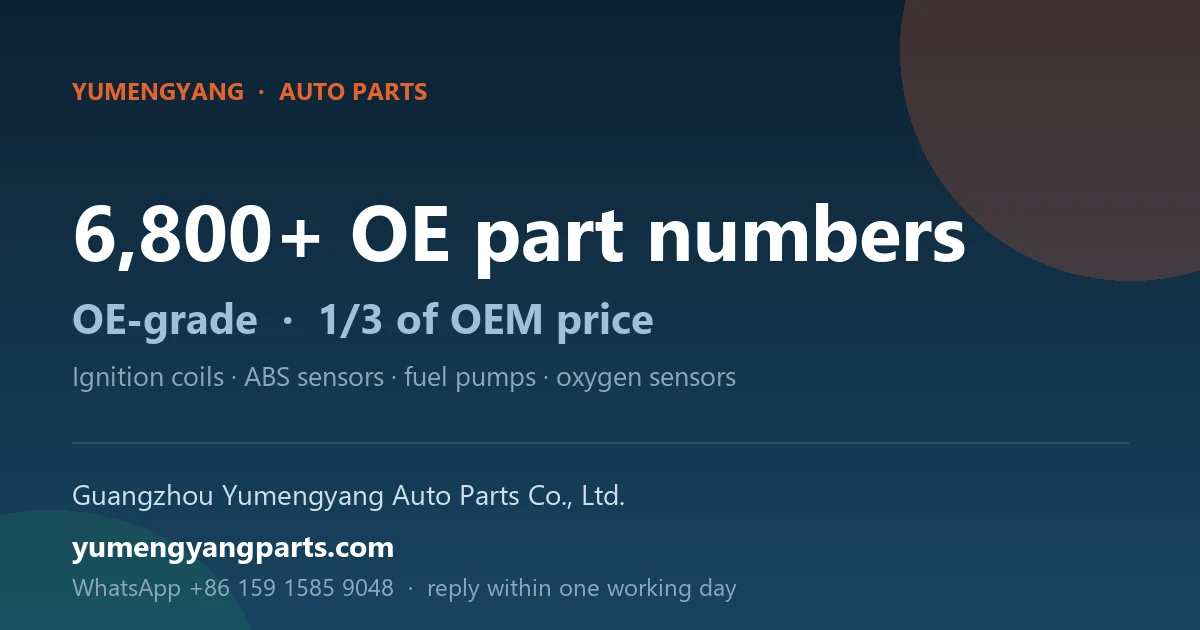 YUMENGYANG · AUTO PARTS
6,800+ OE part numbers
OE-grade · 1/3 of OEM price
Ignition coils · ABS sensors · fuel pumps · oxygen sensors
Guangzhou Yumengyang Auto Parts Co., Ltd.
yumengyangparts.com
WhatsApp +86 159 1585 9048 · reply within one working day